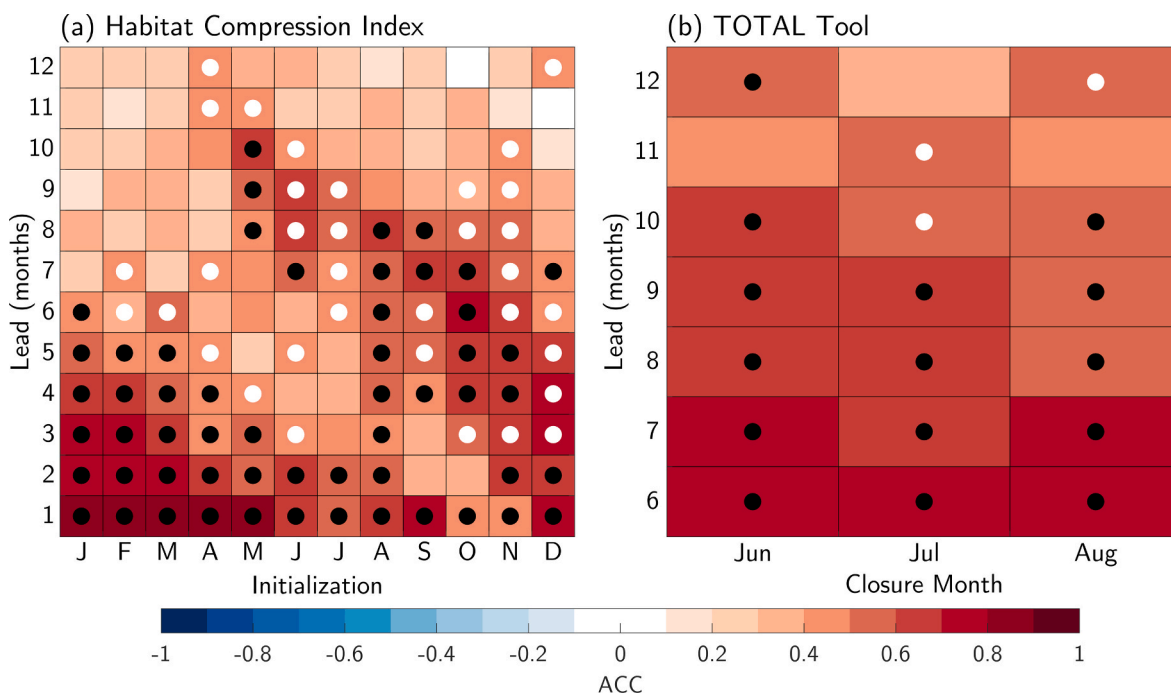 (a) Habitat Compression Index
(b) TOTAL Tool
Lead (months)
12
11
10
9
8
7
6
5
4
3
2
1
J F M A M J J A S O N D
Initialization
Lead (months)
12
11
10
9
8
7
6
Jun Jul Aug
Closure Month
-1 -0.8 -0.6 -0.4 -0.2 0 0.2 0.4 0.6 0.8 1
ACC